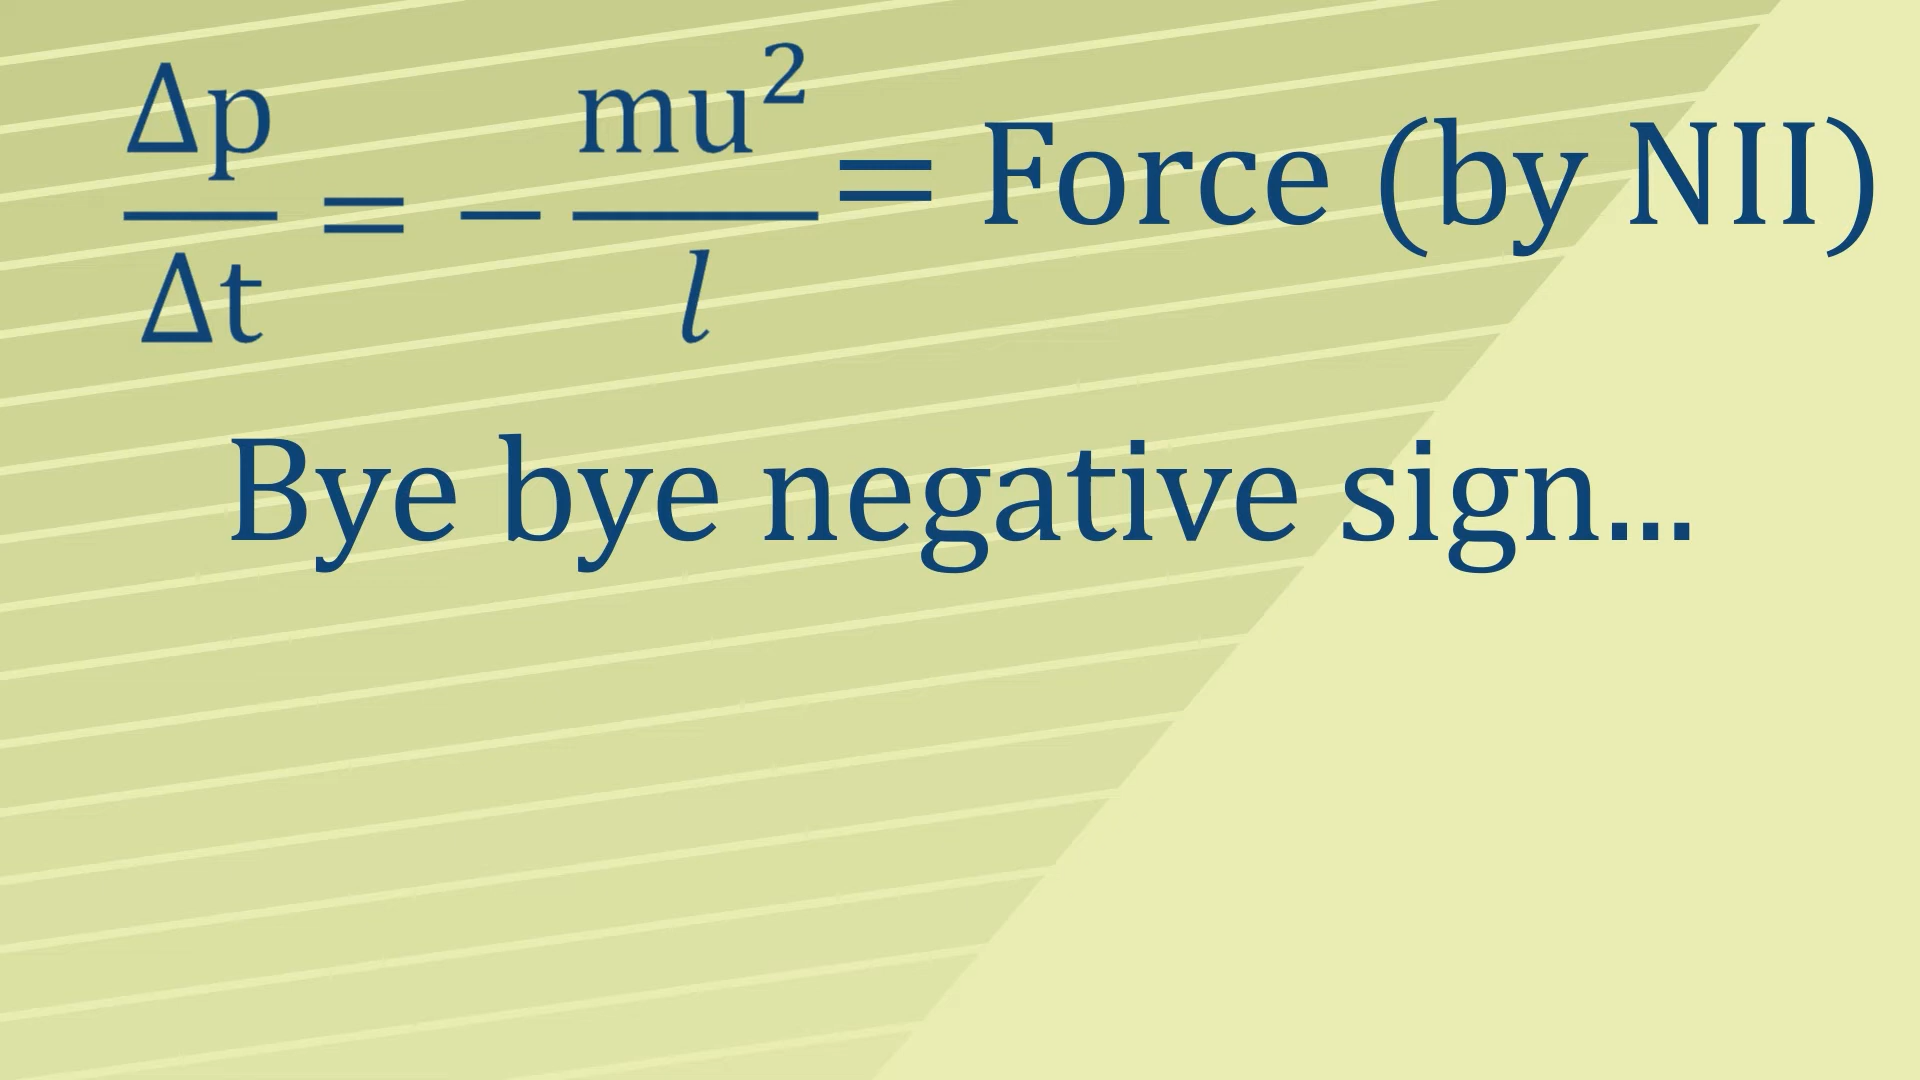 Δp/Δt = − mu²/l = Force (by NII)
Bye bye negative sign...